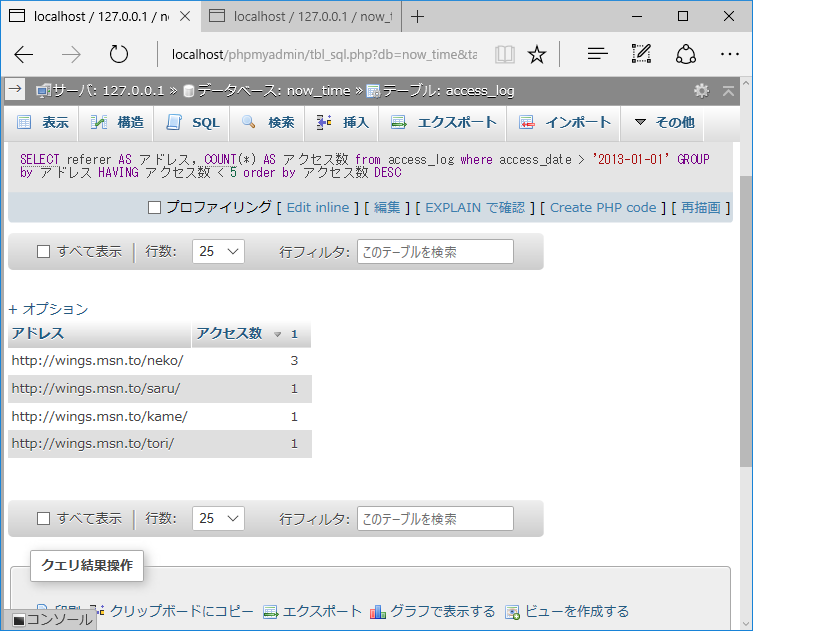 localhost / 127.0.0.1 / n
localhost / 127.0.0.1 / now_
localhost/phpmyadmin/tbl_sql.php?db=now_time&ta
サーバ: 127.0.0.1 » データベース: now_time » テーブル: access_log
表示 構造 SQL 検索 挿入 エクスポート インポート その他
SELECT referer AS アドレス, COUNT(*) AS アクセス数 from access_log where access_date > '2013-01-01' GROUP
by アドレス HAVING アクセス数 < 5 order by アクセス数 DESC
プロファイリング [ Edit inline ] [ 編集 ] [ EXPLAIN で確認 ] [ Create PHP code ] [ 再描画 ]
すべて表示 行数: 25 行フィルタ: このテーブルを検索
+ オプション
アドレス アクセス数 1
http://wings.msn.to/neko/ 3
http://wings.msn.to/saru/ 1
http://wings.msn.to/kame/ 1
http://wings.msn.to/tori/ 1
すべて表示 行数: 25 行フィルタ: このテーブルを検索
クエリ結果操作
印刷 クリップボードにコピー エクスポート グラフで表示する ビューを作成する
コンソール